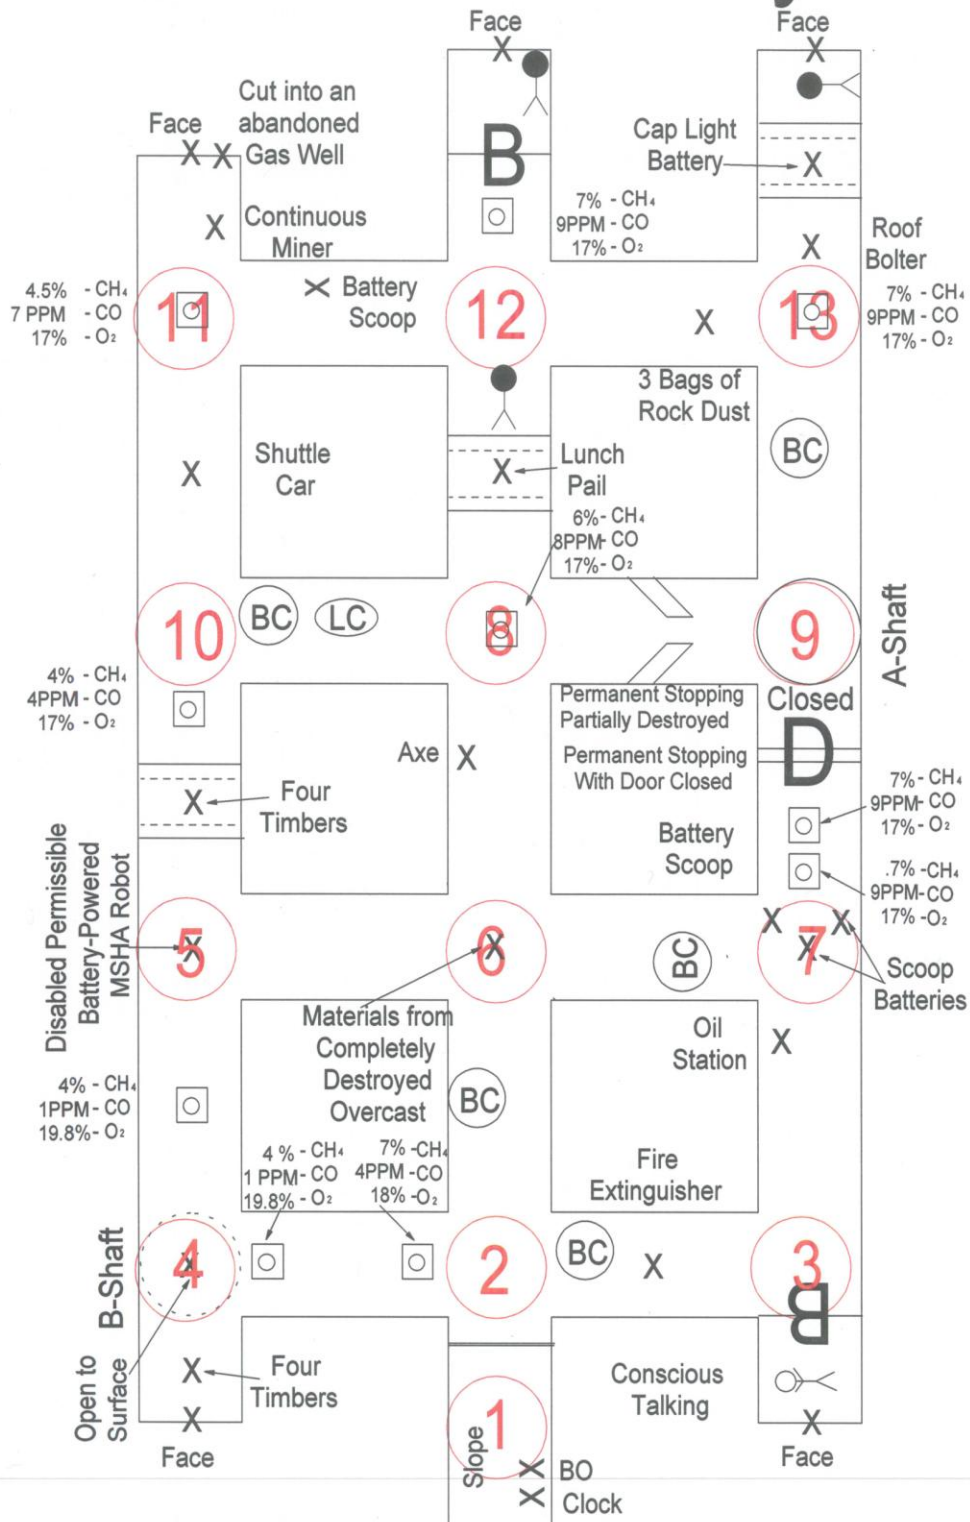 Face
Face
Cut into an
abandoned
Gas Well
Face
B
Cap Light
Battery
7% - CH₄
9PPM - CO
17% - O₂
Continuous
Miner
Roof
Bolter
4.5% - CH₄
7 PPM - CO
17% - O₂
11
Battery
Scoop
12
13
7% - CH₄
9PPM - CO
17% - O₂
3 Bags of
Rock Dust
BC
Shuttle
Car
Lunch
Pail
6% - CH₄
8PPM - CO
17% - O₂
10
BC
LC
8
9
A-Shaft
4% - CH₄
4PPM - CO
17% - O₂
Permanent Stopping
Partially Destroyed
Closed
D
Axe
Permanent Stopping
With Door Closed
Four
Timbers
7% - CH₄
9PPM - CO
17% - O₂
Battery
Scoop
.7% - CH₄
9PPM - CO
17% - O₂
Disabled Permissible
Battery-Powered
MSHA Robot
5
6
BC
7
Scoop
Batteries
Materials from
Completely
Destroyed
Overcast
Oil
Station
4% - CH₄
1PPM - CO
19.8% - O₂
BC
4 % - CH₄
1 PPM - CO
19.8% - O₂
7% - CH₄
4PPM - CO
18% - O₂
Fire
Extinguisher
B-Shaft
4
2
BC
3
B
Open to
Surface
Four
Timbers
Conscious
Talking
Face
1
Slope
Face
BO
Clock